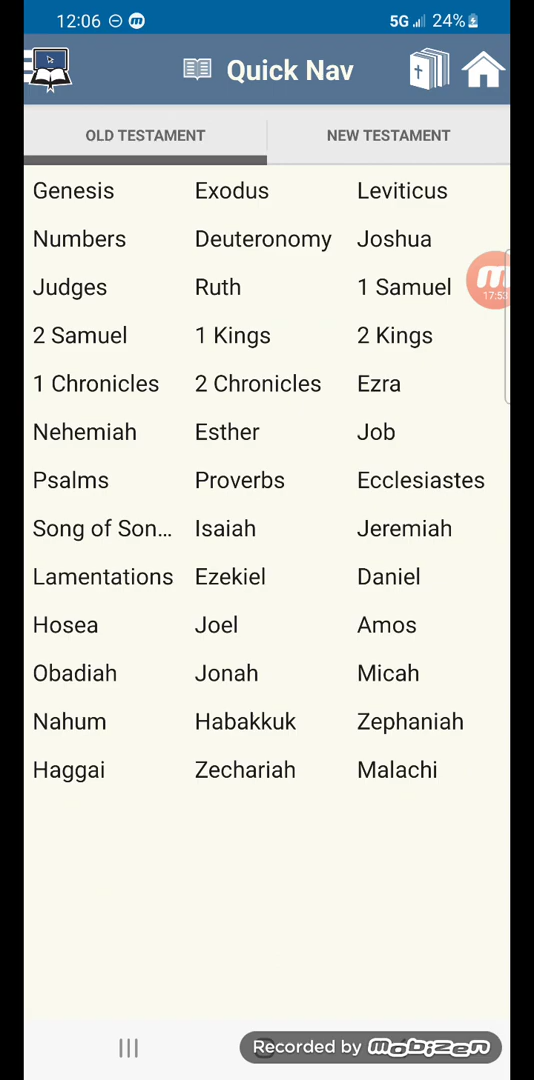 12:06 5G 24%
Quick Nav
OLD TESTAMENT NEW TESTAMENT
Genesis Exodus Leviticus
Numbers Deuteronomy Joshua
Judges Ruth 1 Samuel
17:53
2 Samuel 1 Kings 2 Kings
1 Chronicles 2 Chronicles Ezra
Nehemiah Esther Job
Psalms Proverbs Ecclesiastes
Song of Son... Isaiah Jeremiah
Lamentations Ezekiel Daniel
Hosea Joel Amos
Obadiah Jonah Micah
Nahum Habakkuk Zephaniah
Haggai Zechariah Malachi
Recorded by mobizen